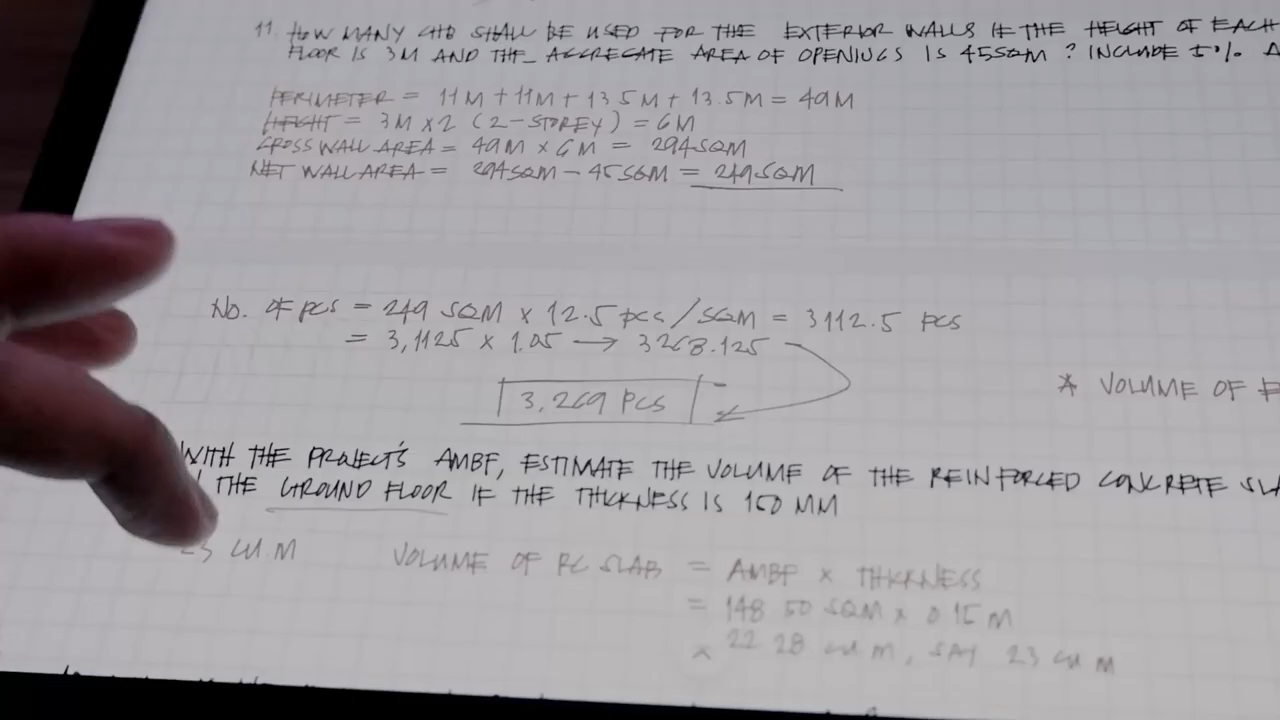 11. HOW MANY CHB SHALL BE USED FOR THE EXTERIOR WALLS IF THE HEIGHT OF EACH
FLOOR IS 3M AND THE AGGREGATE AREA OF OPENINGS IS 45SQM? INCLUDE 5%
PERIMETER = 11M + 11M + 13.5M + 13.5M = 49M
HEIGHT = 3M X 2 (2-STOREY) = 6M
GROSS WALL AREA = 49M X 6M = 294SQM
NET WALL AREA = 294SQM - 45SQM = 249SQM
No. OF PCS = 249 SQM X 12.5 PCS/SQM = 3112.5 PCS
= 3,112.5 X 1.05 → 3268.125
3,269 PCS
* VOLUME OF
WITH THE PROJECT'S AMBF, ESTIMATE THE VOLUME OF THE REINFORCED CONCRETE
THE GROUND FLOOR IF THE THICKNESS IS 150 MM
23 CU.M
VOLUME OF RC SLAB = AMBF X THICKNESS
= 148.50 SQM X 0.15 M
22.28 CU M, SAY 23 CU M